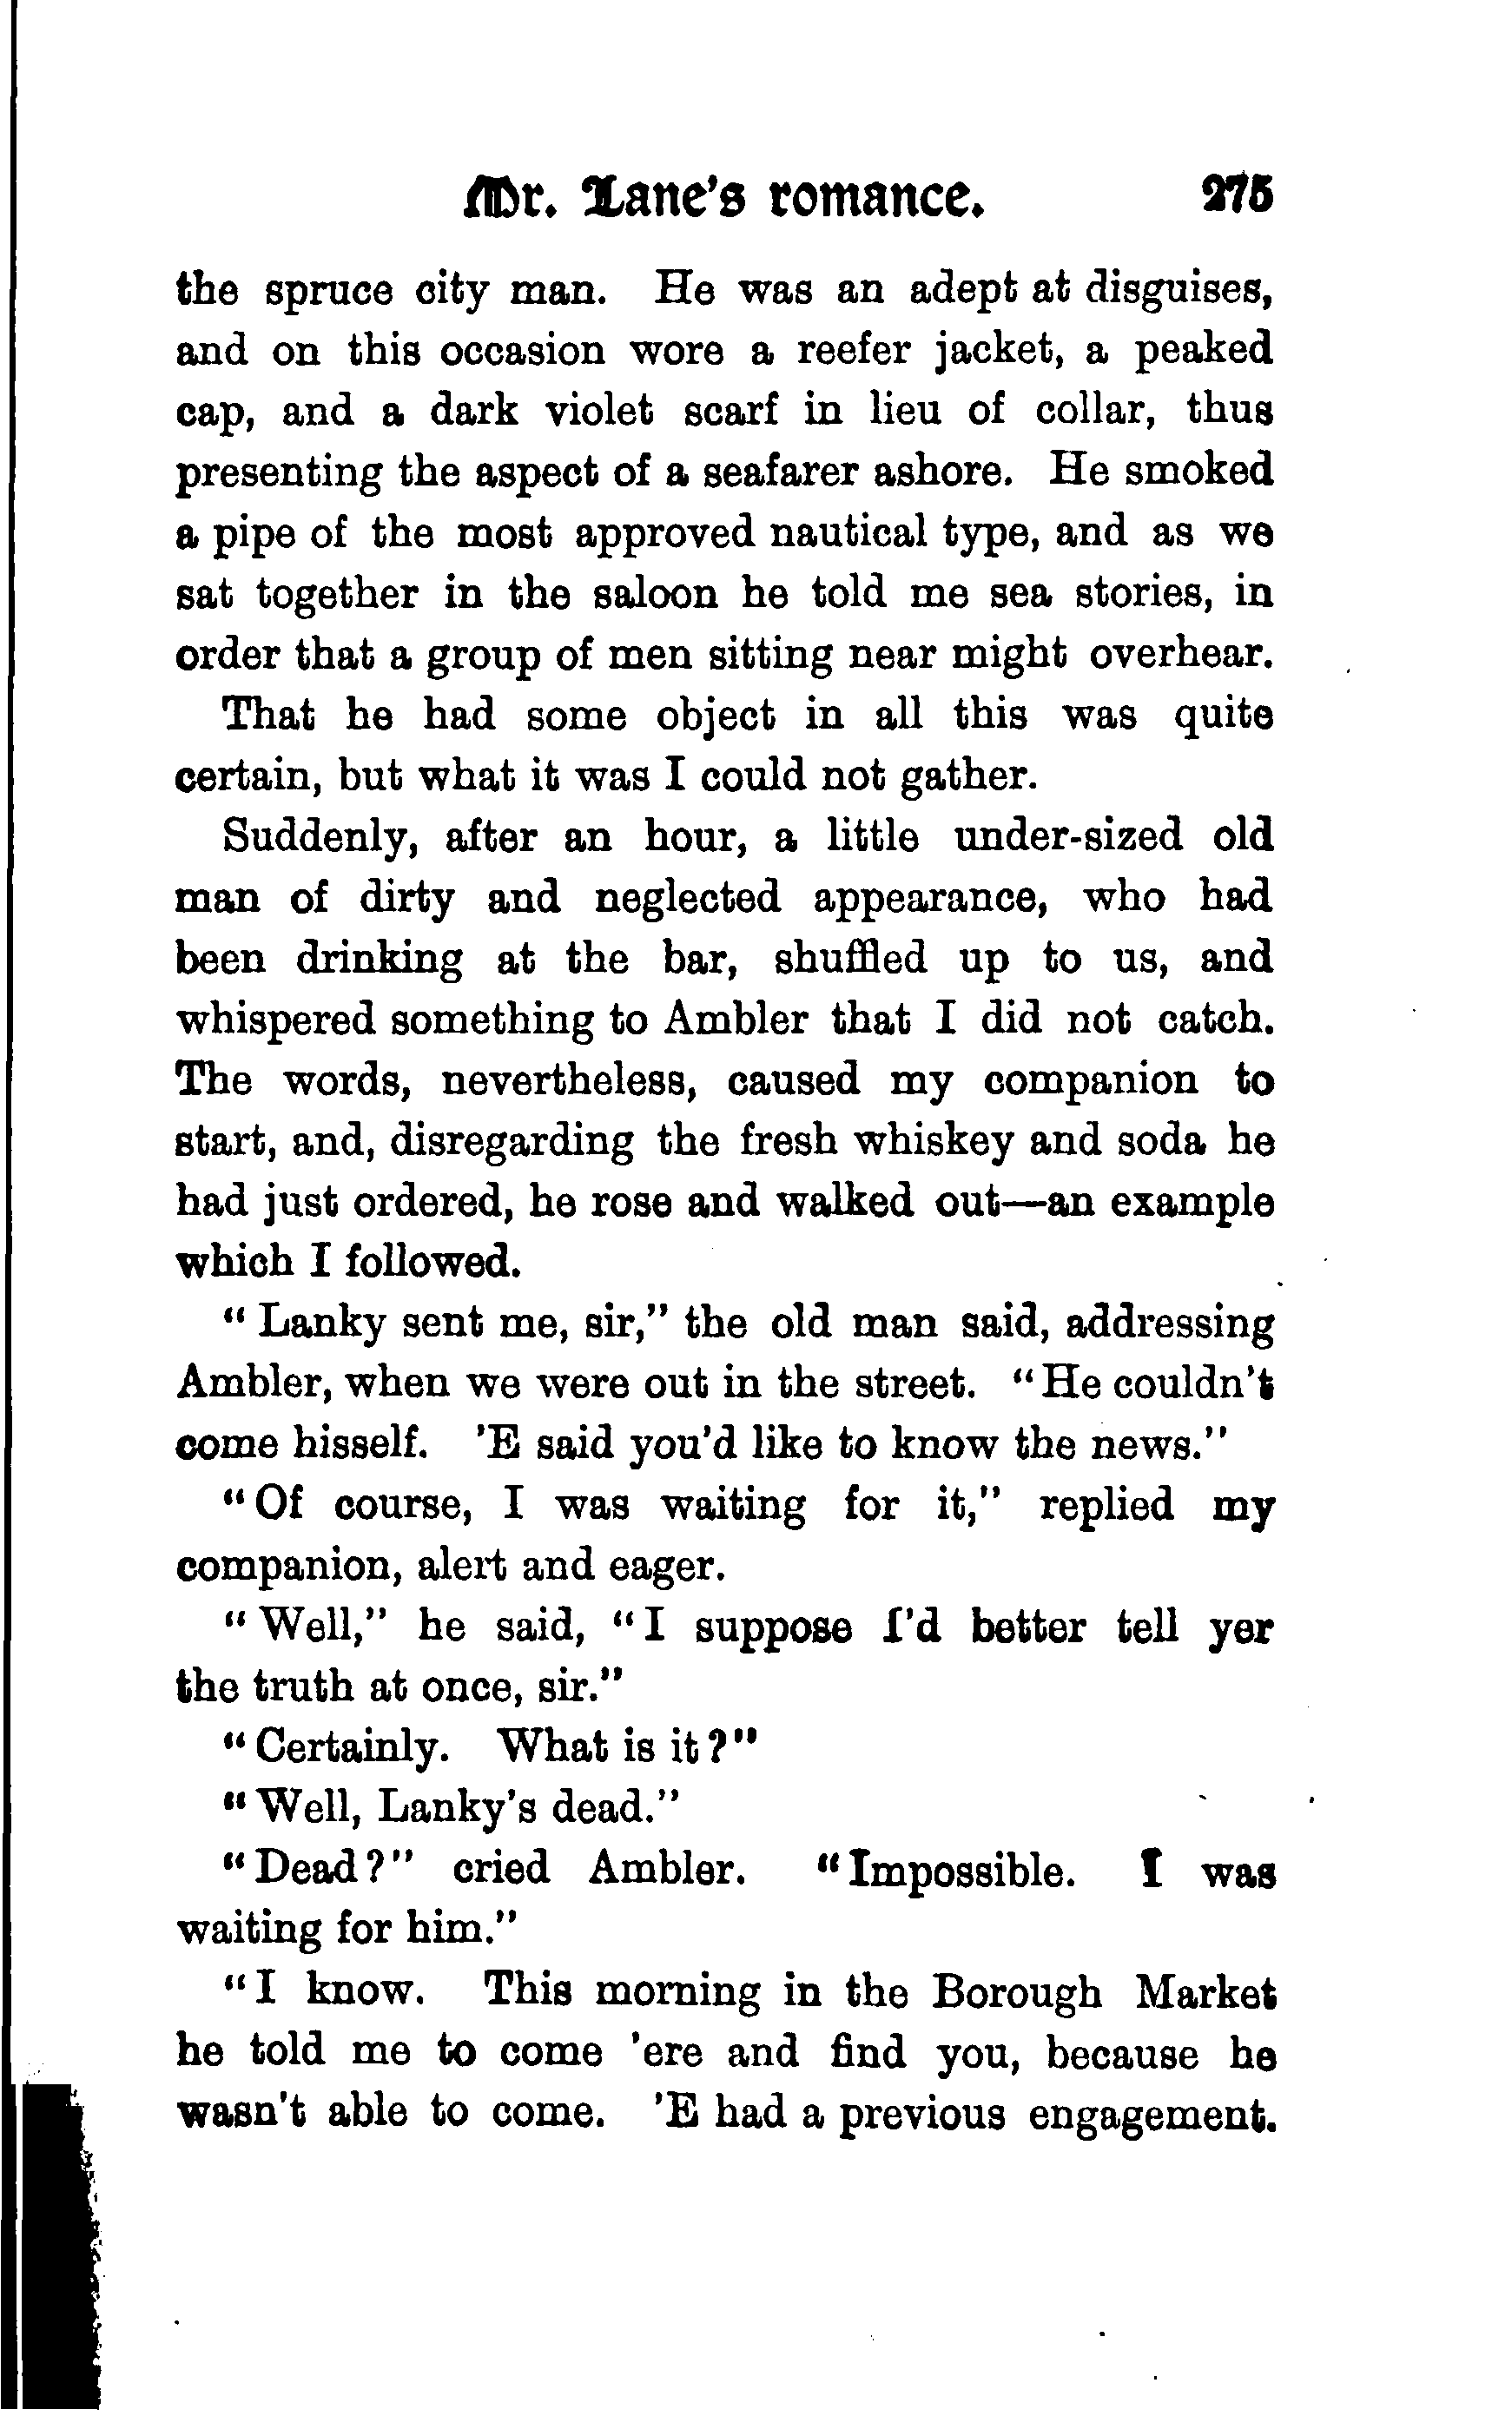 Mr. Lane's romance. 275
the spruce city man. He was an adept at disguises,
and on this occasion wore a reefer jacket, a peaked
cap, and a dark violet scarf in lieu of collar, thus
presenting the aspect of a seafarer ashore. He smoked
a pipe of the most approved nautical type, and as we
sat together in the saloon he told me sea stories, in
order that a group of men sitting near might overhear.
That he had some object in all this was quite
certain, but what it was I could not gather.
Suddenly, after an hour, a little under-sized old
man of dirty and neglected appearance, who had
been drinking at the bar, shuffled up to us, and
whispered something to Ambler that I did not catch.
The words, nevertheless, caused my companion to
start, and, disregarding the fresh whiskey and soda he
had just ordered, he rose and walked out—an example
which I followed.
"Lanky sent me, sir," the old man said, addressing
Ambler, when we were out in the street. "He couldn't
come hisself. 'E said you'd like to know the news."
"Of course, I was waiting for it," replied my
companion, alert and eager.
"Well," he said, "I suppose I'd better tell yer
the truth at once, sir."
"Certainly. What is it?"
"Well, Lanky's dead."
"Dead?" cried Ambler. "Impossible. I was
waiting for him."
"I know. This morning in the Borough Market
he told me to come 'ere and find you, because he
wasn't able to come. 'E had a previous engagement.